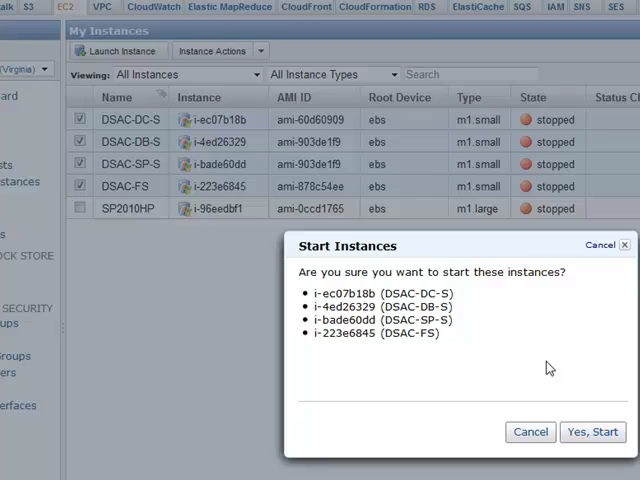 alk S3 EC2 VPC CloudWatch Elastic MapReduce CloudFront CloudFormation RDS ElastiCache SQS IAM SNS SES
My Instances
Launch Instance Instance Actions
(Virginia) Viewing: All Instances All Instance Types Search
ard Name Instance AMI ID Root Device Type State Status Ch
DSAC-DC-S i-ec07b18b ami-60d60909 ebs m1.small stopped
DSAC-DB-S i-4ed26329 ami-903de1f9 ebs m1.small stopped
sts DSAC-SP-S i-bade60dd ami-903de1f9 ebs m1.small stopped
stances DSAC-FS i-223e6845 ami-878c54ee ebs m1.small stopped
SP2010HP i-96eedbf1 ami-0ccd1765 ebs m1.large stopped
s
OCK STORE
SECURITY
ups
Groups
ers
terfaces
Start Instances Cancel
Are you sure you want to start these instances?
• i-ec07b18b (DSAC-DC-S)
• i-4ed26329 (DSAC-DB-S)
• i-bade60dd (DSAC-SP-S)
• i-223e6845 (DSAC-FS)
Cancel Yes, Start